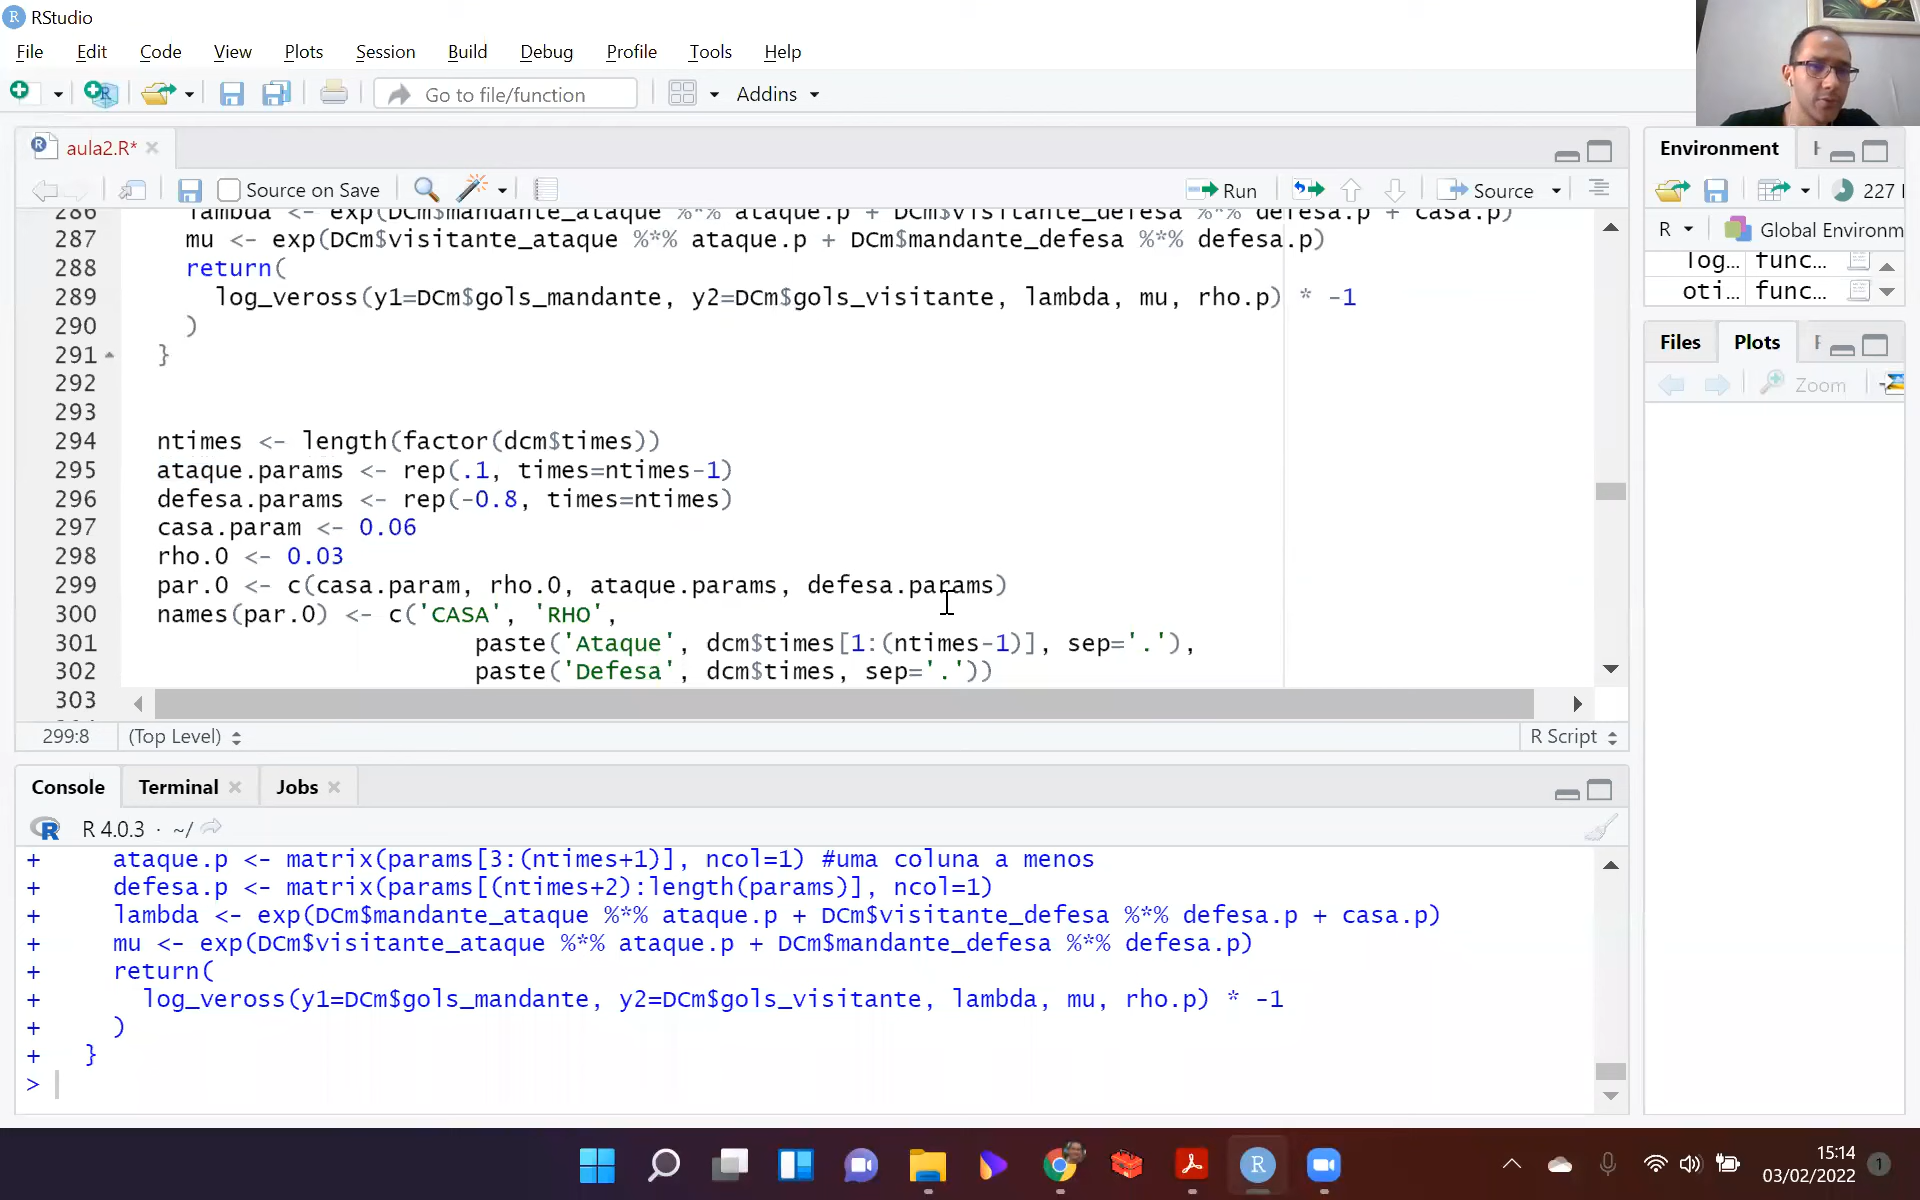 RStudio
File Edit Code View Plots Session Build Debug Profile Tools Help
Go to file/function Addins
aula2.R*
Source on Save Run Source
286 lambda <- exp(DCm$mandante_ataque %*% ataque.p + DCm$visitante_defesa %*% defesa.p + casa.p)
287 mu <- exp(DCm$visitante_ataque %*% ataque.p + DCm$mandante_defesa %*% defesa.p)
288 return(
289 log_veross(y1=DCm$gols_mandante, y2=DCm$gols_visitante, lambda, mu, rho.p) * -1
290 )
291 }
292
293
294 ntimes <- length(factor(dcm$times))
295 ataque.params <- rep(.1, times=ntimes-1)
296 defesa.params <- rep(-0.8, times=ntimes)
297 casa.param <- 0.06
298 rho.0 <- 0.03
299 par.0 <- c(casa.param, rho.0, ataque.params, defesa.params)
300 names(par.0) <- c('CASA', 'RHO',
301 paste('Ataque', dcm$times[1:(ntimes-1)], sep='.'),
302 paste('Defesa', dcm$times, sep='.'))
303
299:8 (Top Level) R Script
Console Terminal Jobs
R 4.0.3 · ~/
+ ataque.p <- matrix(params[3:(ntimes+1)], ncol=1) #uma coluna a menos
+ defesa.p <- matrix(params[(ntimes+2):length(params)], ncol=1)
+ lambda <- exp(DCm$mandante_ataque %*% ataque.p + DCm$visitante_defesa %*% defesa.p + casa.p)
+ mu <- exp(DCm$visitante_ataque %*% ataque.p + DCm$mandante_defesa %*% defesa.p)
+ return(
+ log_veross(y1=DCm$gols_mandante, y2=DCm$gols_visitante, lambda, mu, rho.p) * -1
+ )
+ }
>
Environment
227
R Global Environm
log... func...
oti... func...
Files Plots
Zoom
15:14
03/02/2022
1